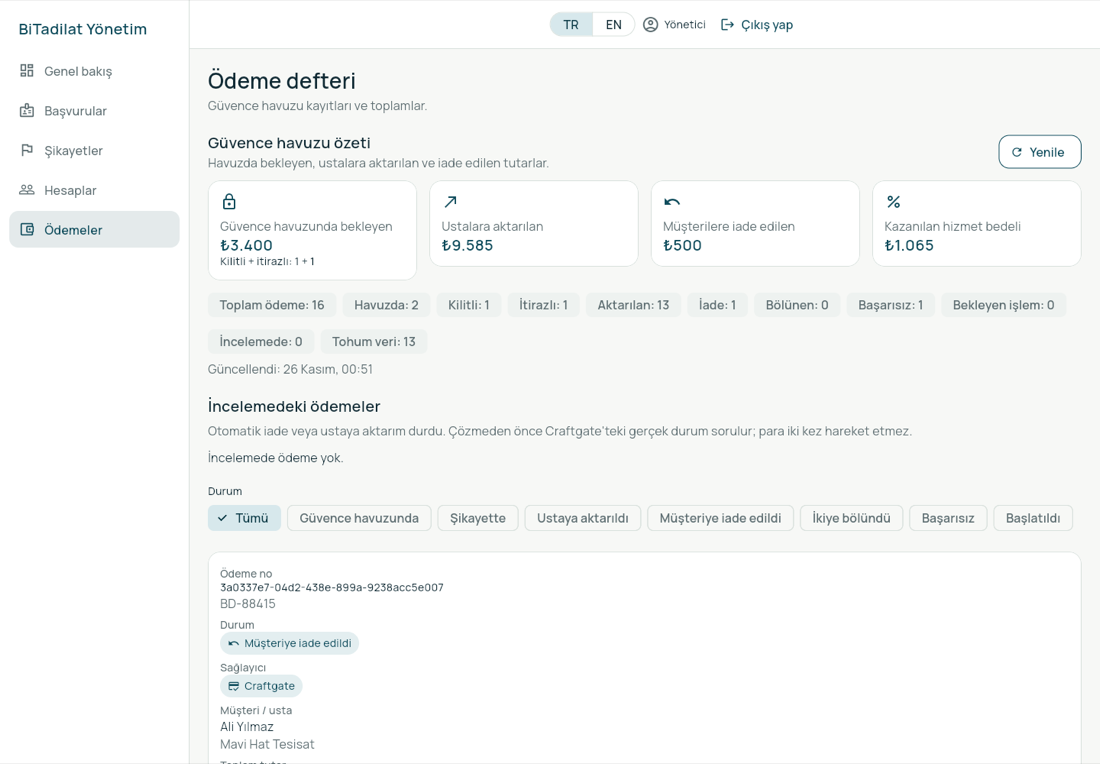 BiTadilat Yönetim
TR
EN
Yönetici
Çıkış yap
Genel bakış
Başvurular
Şikayetler
Hesaplar
Ödemeler
Ödeme defteri
Güvence havuzu kayıtları ve toplamlar.
Güvence havuzu özeti
Havuzda bekleyen, ustalara aktarılan ve iade edilen tutarlar.
Yenile
Güvence havuzunda bekleyen
₺3.400
Kilitli + itirazlı: 1 + 1
Ustalara aktarılan
₺9.585
Müşterilere iade edilen
₺500
Kazanılan hizmet bedeli
₺1.065
Toplam ödeme: 16
Havuzda: 2
Kilitli: 1
İtirazlı: 1
Aktarılan: 13
İade: 1
Bölünen: 0
Başarısız: 1
Bekleyen işlem: 0
İncelemede: 0
Tohum veri: 13
Güncellendi: 26 Kasım, 00:51
İncelemedeki ödemeler
Otomatik iade veya ustaya aktarım durdu. Çözmeden önce Craftgate'teki gerçek durum sorulur; para iki kez hareket etmez.
İncelemede ödeme yok.
Durum
Tümü
Güvence havuzunda
Şikayette
Ustaya aktarıldı
Müşteriye iade edildi
İkiye bölündü
Başarısız
Başlatıldı
Ödeme no
3a0337e7-04d2-438e-899a-9238acc5e007
BD-88415
Durum
Müşteriye iade edildi
Sağlayıcı
Craftgate
Müşteri / usta
Ali Yılmaz
Mavi Hat Tesisat